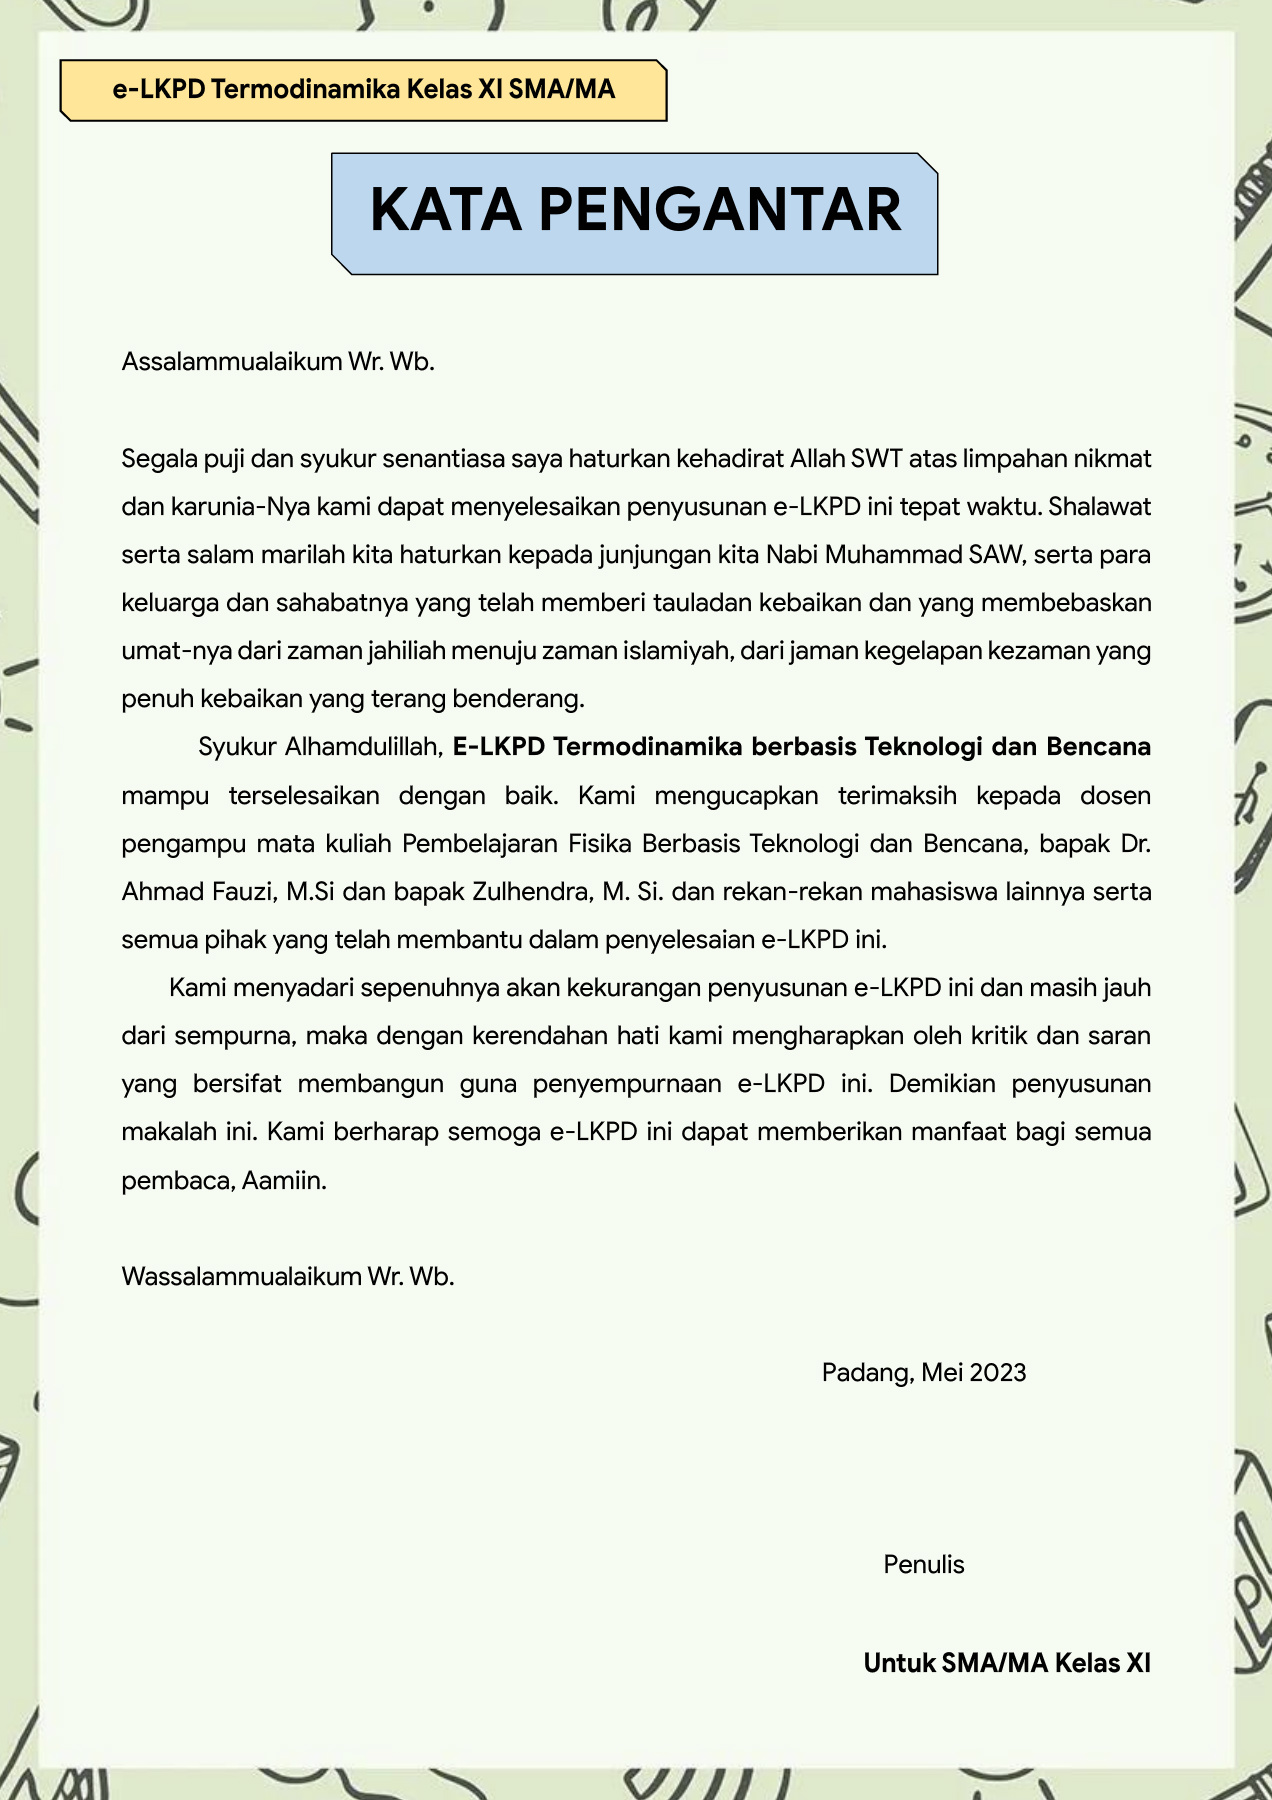 e-LKPD Termodinamika Kelas XI SMA/MA
KATA PENGANTAR
Assalammualaikum Wr. Wb.
Segala puji dan syukur senantiasa saya haturkan kehadirat Allah SWT atas limpahan nikmat
dan karunia-Nya kami dapat menyelesaikan penyusunan e-LKPD ini tepat waktu. Shalawat
serta salam marilah kita haturkan kepada junjungan kita Nabi Muhammad SAW, serta para
keluarga dan sahabatnya yang telah memberi tauladan kebaikan dan yang membebaskan
umat-nya dari zaman jahiliah menuju zaman islamiyah, dari jaman kegelapan kezaman yang
penuh kebaikan yang terang benderang.
Syukur Alhamdulillah, E-LKPD Termodinamika berbasis Teknologi dan Bencana
mampu terselesaikan dengan baik. Kami mengucapkan terimaksih kepada dosen
pengampu mata kuliah Pembelajaran Fisika Berbasis Teknologi dan Bencana, bapak Dr.
Ahmad Fauzi, M.Si dan bapak Zulhendra, M. Si. dan rekan-rekan mahasiswa lainnya serta
semua pihak yang telah membantu dalam penyelesaian e-LKPD ini.
Kami menyadari sepenuhnya akan kekurangan penyusunan e-LKPD ini dan masih jauh
dari sempurna, maka dengan kerendahan hati kami mengharapkan oleh kritik dan saran
yang bersifat membangun guna penyempurnaan e-LKPD ini. Demikian penyusunan
makalah ini. Kami berharap semoga e-LKPD ini dapat memberikan manfaat bagi semua
pembaca, Aamiin.
Wassalammualaikum Wr. Wb.
Padang, Mei 2023
Penulis
Untuk SMA/MA Kelas XI